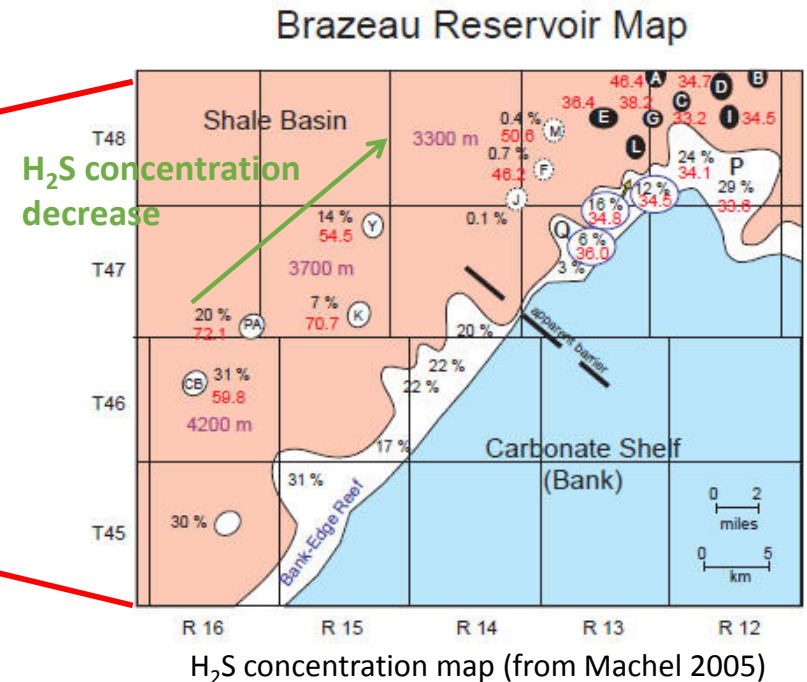 Brazeau Reservoir Map
T48
Shale Basin
H₂S concentration
decrease
3300 m
0.4 %
50.6
M
0.7 %
46.2
F
J
0.1 %
46.4
A
34.7
D
B
36.4
38.2
C
E
G
33.2
I
34.5
L
24 %
34.1
P
29 %
33.6
12 %
34.5
16 %
34.8
Q
6 %
36.0
3 %
T47
14 %
54.5
Y
3700 m
20 %
72.1
PA
7 %
70.7
K
20 %
apparent barrier
T46
CB
31 %
59.8
4200 m
22 %
22 %
17 %
Carbonate Shelf
(Bank)
T45
31 %
30 %
Bank-Edge Reef
0 2
miles
0 5
km
R 16 R 15 R 14 R 13 R 12
H₂S concentration map (from Machel 2005)